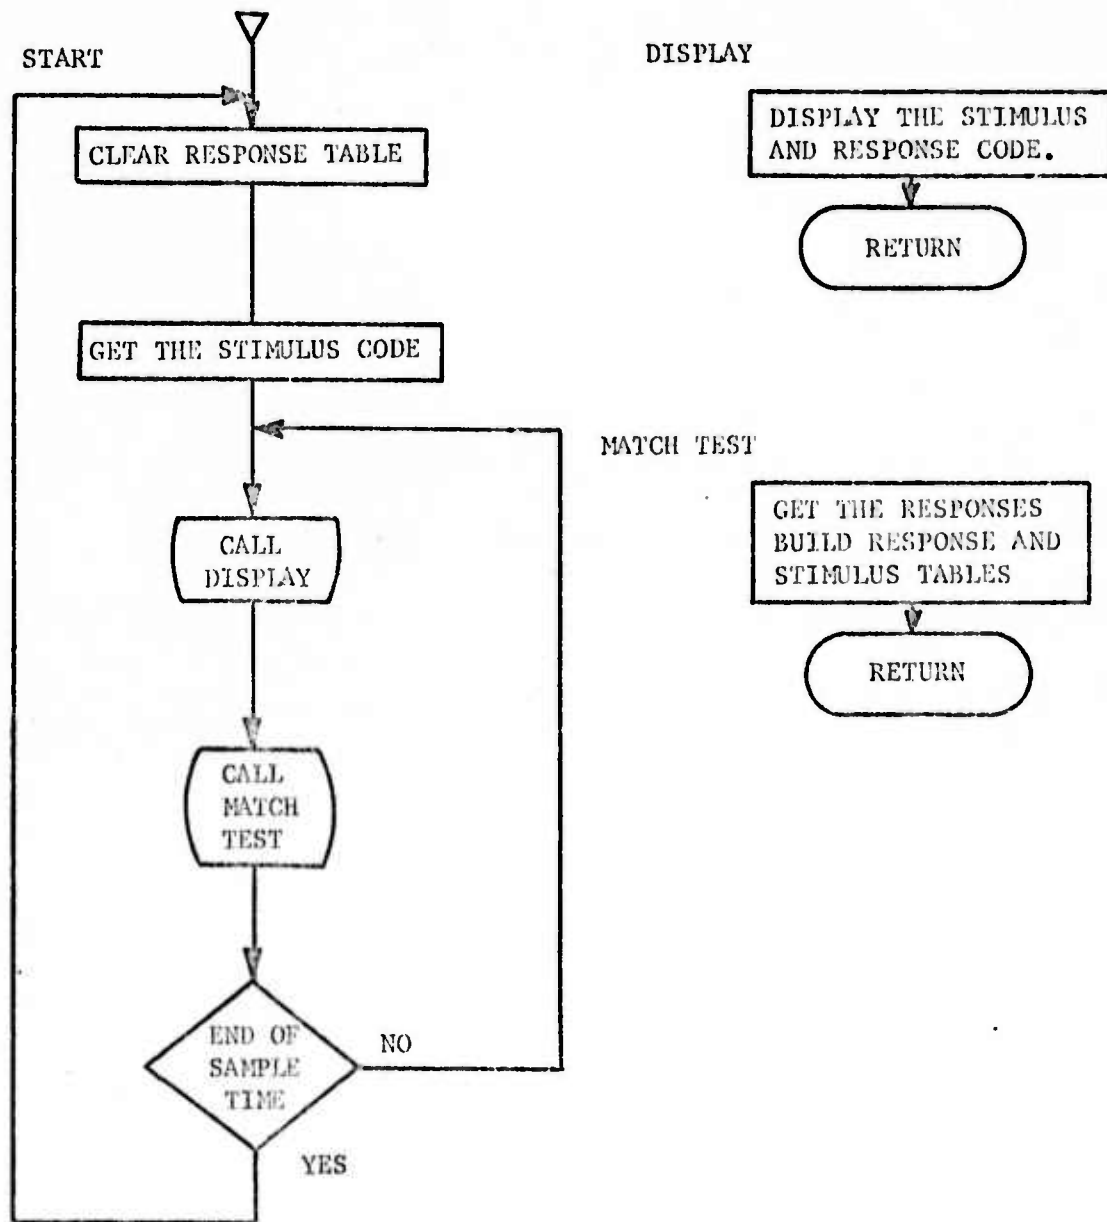 START
CLEAR RESPONSE TABLE
GET THE STIMULUS CODE
CALL
DISPLAY
CALL
MATCH
TEST
END OF
SAMPLE
TIME
NO
YES
DISPLAY
DISPLAY THE STIMULUS
AND RESPONSE CODE.
RETURN
MATCH TEST
GET THE RESPONSES
BUILD RESPONSE AND
STIMULUS TABLES
RETURN